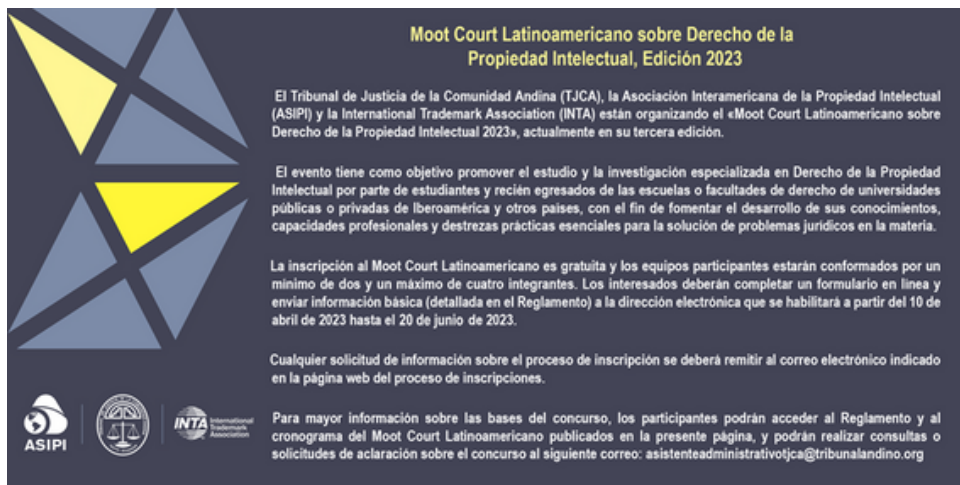 Moot Court Latinoamericano sobre Derecho de la
Propiedad Intelectual, Edición 2023
El Tribunal de Justicia de la Comunidad Andina (TJCA), la Asociación Interamericana de la Propiedad Intelectual
(ASIPI) y la International Trademark Association (INTA) están organizando el «Moot Court Latinoamericano sobre
Derecho de la Propiedad Intelectual 2023», actualmente en su tercera edición.
El evento tiene como objetivo promover el estudio y la investigación especializada en Derecho de la Propiedad
Intelectual por parte de estudiantes y recién egresados de las escuelas o facultades de derecho de universidades
públicas o privadas de Iberoamérica y otros países, con el fin de fomentar el desarrollo de sus conocimientos,
capacidades profesionales y destrezas prácticas esenciales para la solución de problemas jurídicos en la materia.
La inscripción al Moot Court Latinoamericano es gratuita y los equipos participantes estarán conformados por un
mínimo de dos y un máximo de cuatro integrantes. Los interesados deberán completar un formulario en línea y
enviar información básica (detallada en el Reglamento) a la dirección electrónica que se habilitará a partir del 10 de
abril de 2023 hasta el 20 de junio de 2023.
Cualquier solicitud de información sobre el proceso de inscripción se deberá remitir al correo electrónico indicado
en la página web del proceso de inscripciones.
Para mayor información sobre las bases del concurso, los participantes podrán acceder al Reglamento y al
cronograma del Moot Court Latinoamericano publicados en la presente página, y podrán realizar consultas o
solicitudes de aclaración sobre el concurso al siguiente correo: asistenteadministrativotjca@tribunalandino.org
ASIPI
INTA International
Trademark
Association